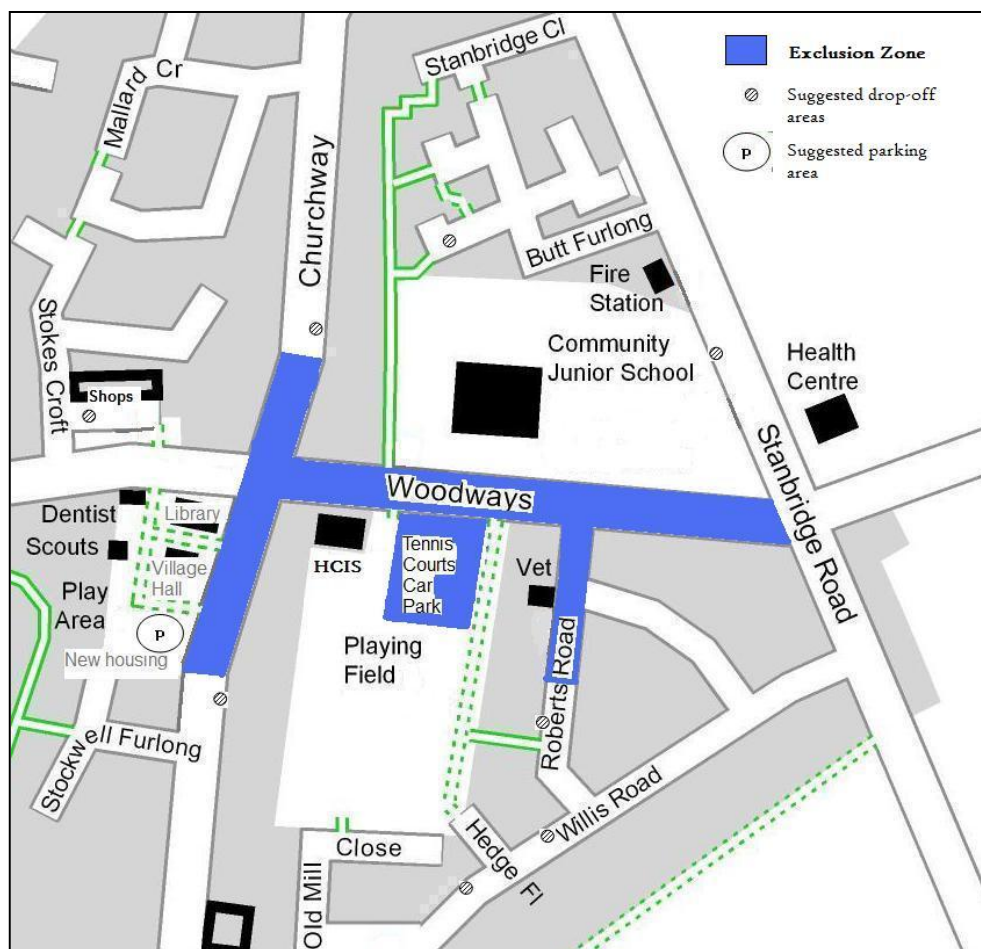 Stanbridge Cl
Exclusion Zone
Suggested drop-off
areas
P
Suggested parking
area
Mallard
Cr
Churchway
Butt Furlong
Fire
Station
Community
Junior School
Health
Centre
Stokes Croft
Shops
Stanbridge Road
Woodways
Dentist
Library
Scouts
Village
Hall
HCIS
Tennis
Courts
Car
Park
Vet
Play
Area
P
New housing
Playing
Field
Roberts Road
Stockwell Furlong
Willis Road
Hedge Fl
Close
Old Mill